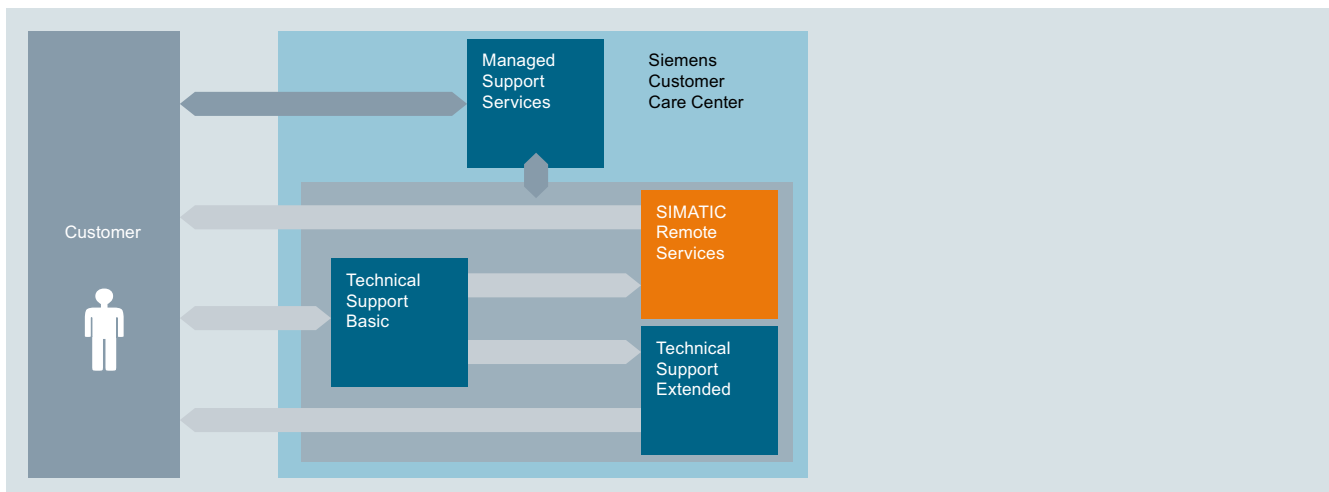 Managed
Support
Services
Siemens
Customer
Care Center
Customer
SIMATIC
Remote
Services
Technical
Support
Basic
Technical
Support
Extended